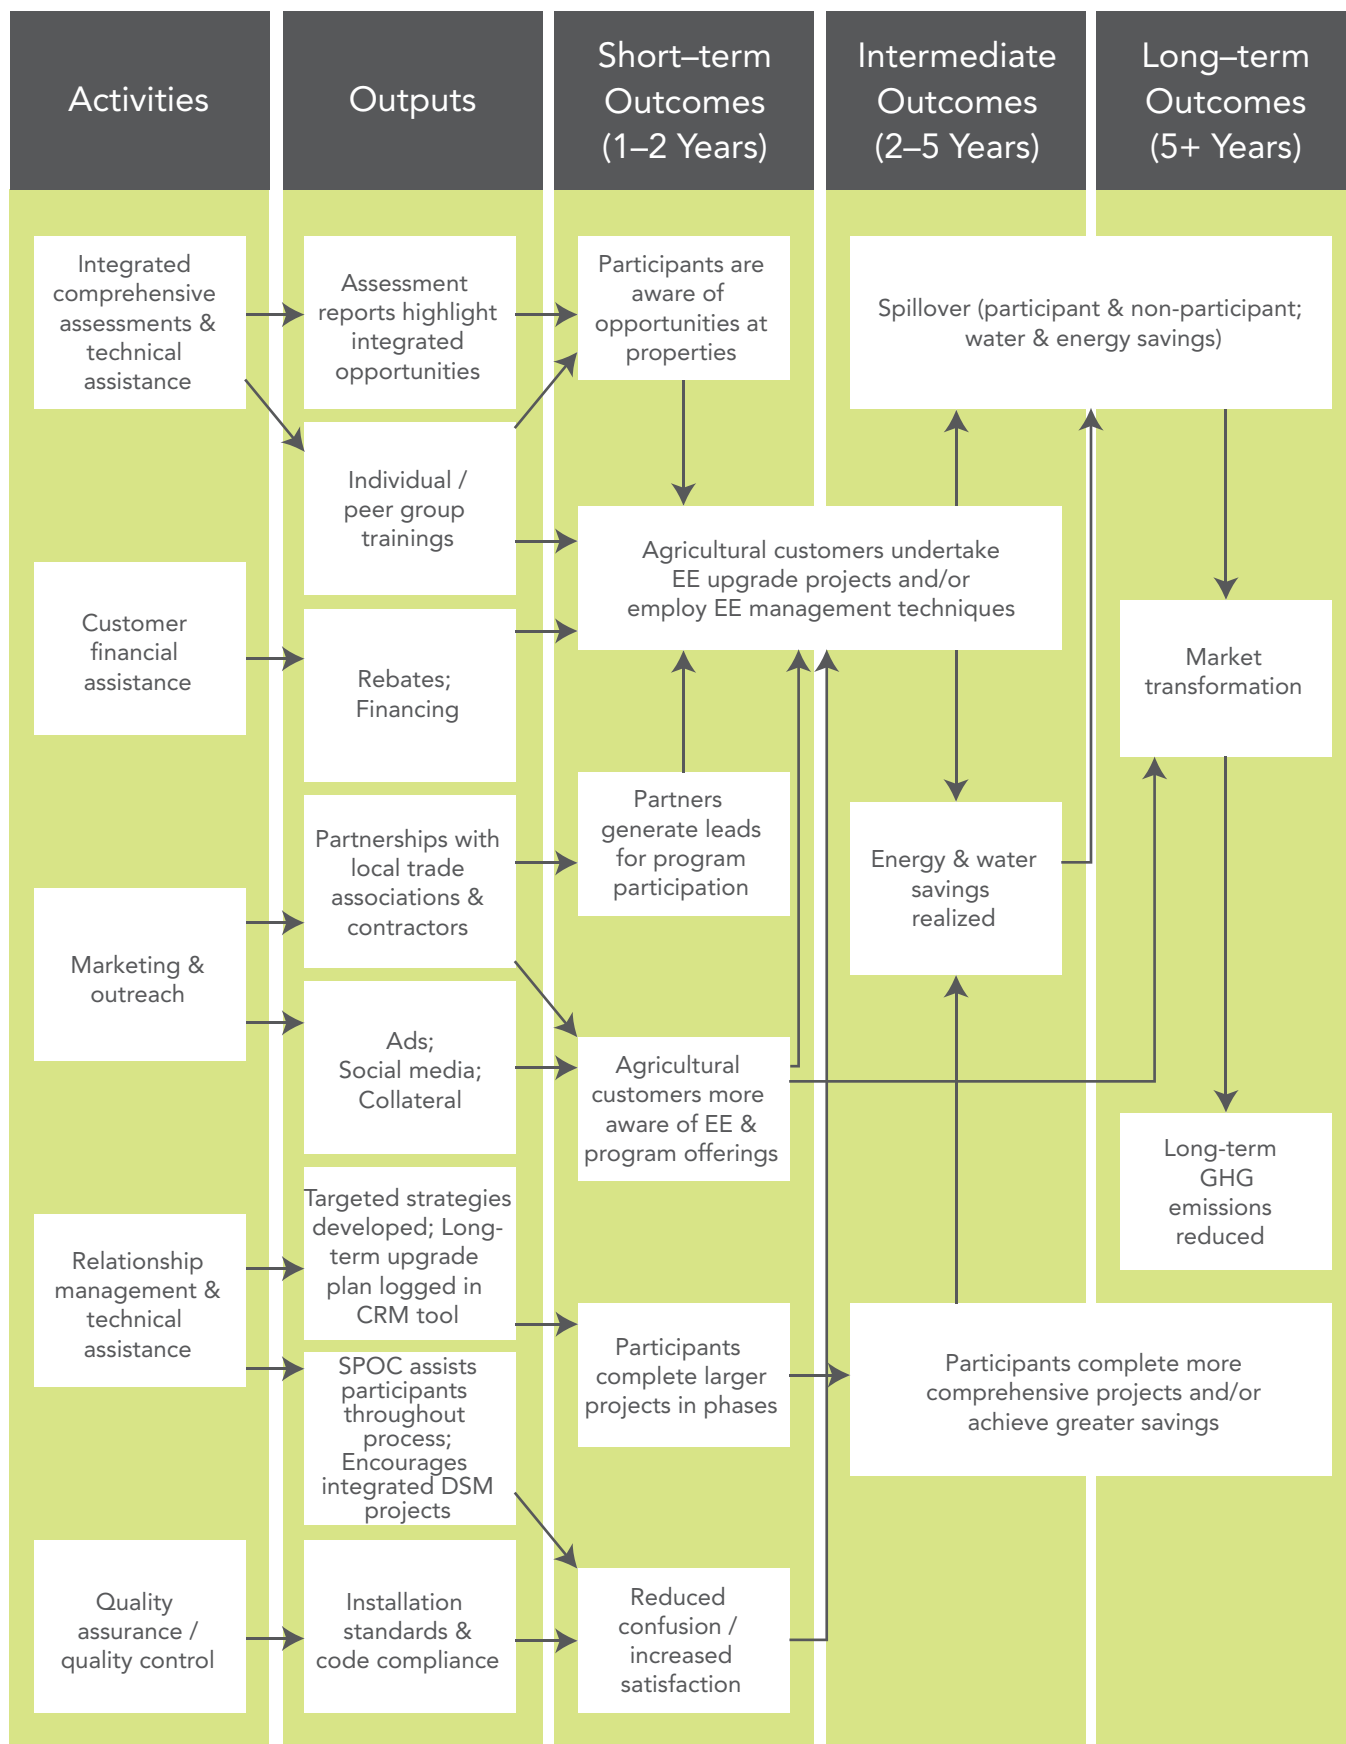 Activities
Outputs
Short–term
Outcomes
(1–2 Years)
Intermediate
Outcomes
(2–5 Years)
Long–term
Outcomes
(5+ Years)
Integrated
comprehensive
assessments &
technical
assistance
Customer
financial
assistance
Marketing &
outreach
Relationship
management &
technical
assistance
Quality
assurance /
quality control
Assessment
reports highlight
integrated
opportunities
Individual /
peer group
trainings
Rebates;
Financing
Partnerships with
local trade
associations &
contractors
Ads;
Social media;
Collateral
Targeted strategies
developed; Long-
term upgrade
plan logged in
CRM tool
SPOC assists
participants
throughout
process;
Encourages
integrated DSM
projects
Installation
standards &
code compliance
Participants are
aware of
opportunities at
properties
Agricultural customers undertake
EE upgrade projects and/or
employ EE management techniques
Partners
generate leads
for program
participation
Agricultural
customers more
aware of EE &
program offerings
Participants
complete larger
projects in phases
Reduced
confusion /
increased
satisfaction
Spillover (participant & non-participant;
water & energy savings)
Energy & water
savings
realized
Participants complete more
comprehensive projects and/or
achieve greater savings
Market
transformation
Long-term
GHG
emissions
reduced